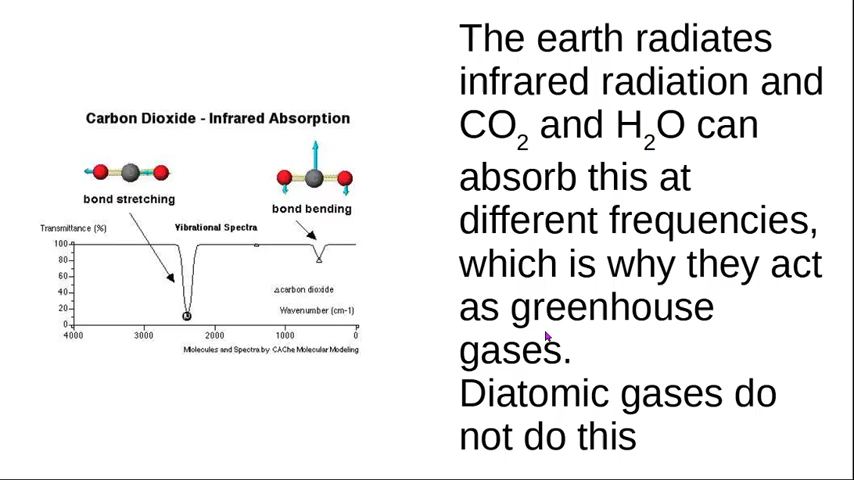 Carbon Dioxide - Infrared Absorption
bond stretching
bond bending
Transmittance (%)
Vibrational Spectra
100
80
60
40
20
0
carbon dioxide
Wavenumber (cm-1)
4000 3000 2000 1000 0
Molecules and Spectra by CAChe Molecular Modeling
The earth radiates
infrared radiation and
CO₂ and H₂O can
absorb this at
different frequencies,
which is why they act
as greenhouse
gases.
Diatomic gases do
not do this